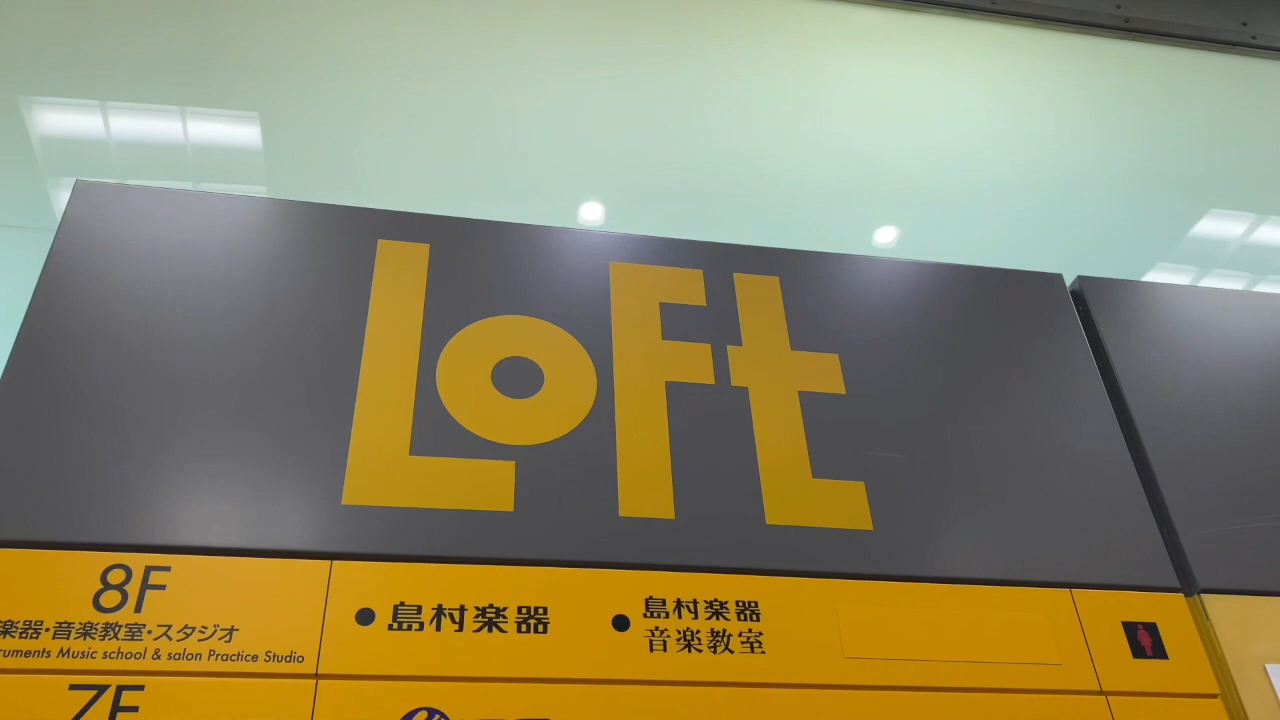 LoFt
8F
楽器・音楽教室・スタジオ
ruments Music school & salon Practice Studio
●島村楽器
●島村楽器
音楽教室
7F